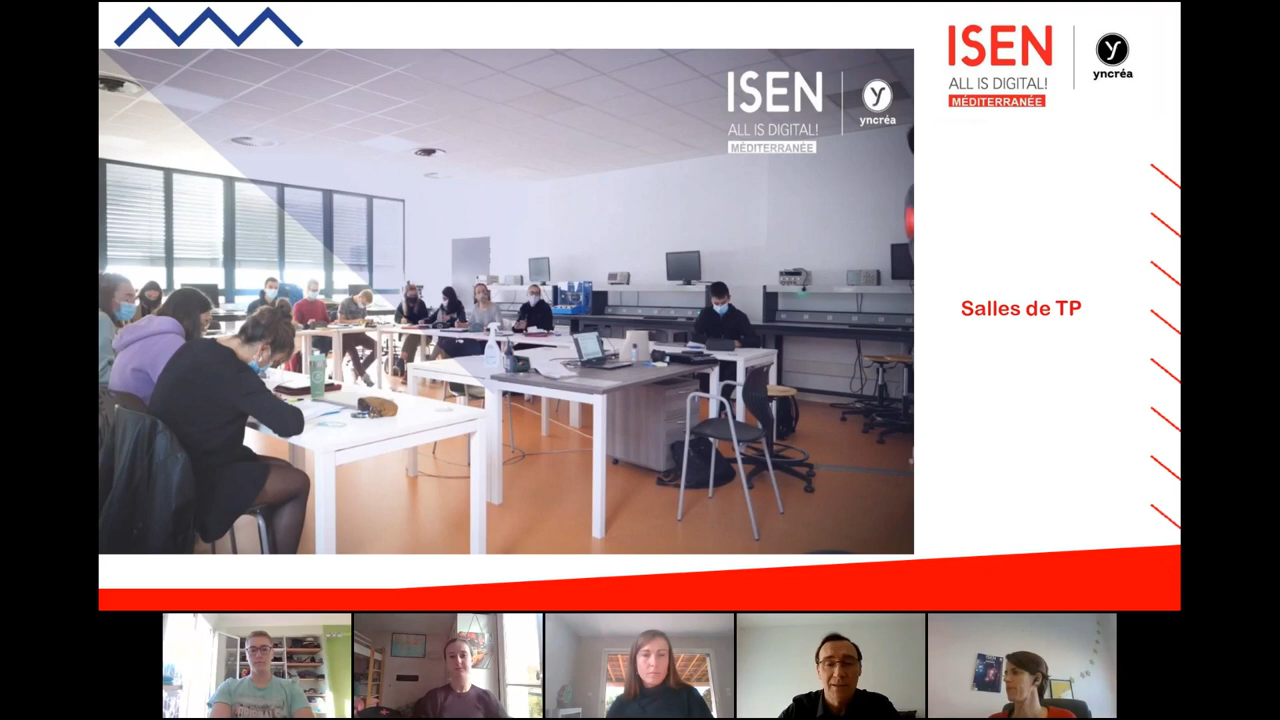 ISEN
ALL IS DIGITAL!
MÉDITERRANÉE
yncréa
ISEN
ALL IS DIGITAL!
MÉDITERRANÉE
yncréa
Salles de TP